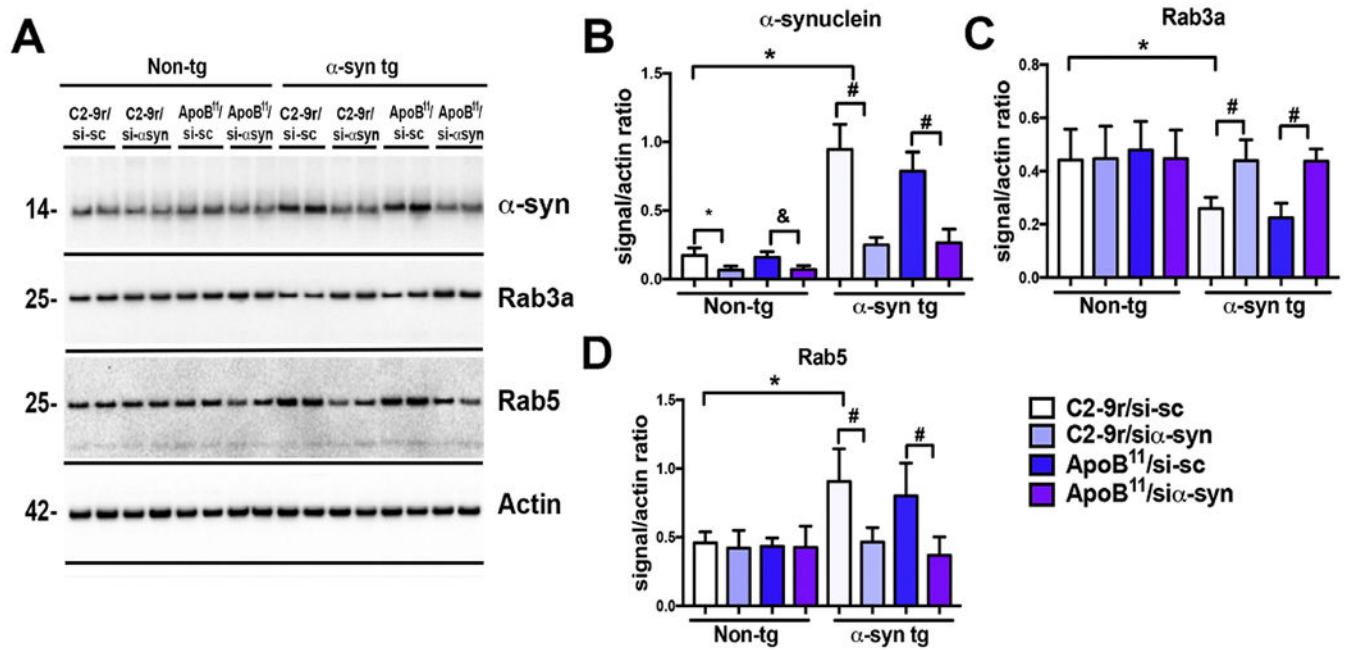 A
Non-tg α-syn tg
C2-9r/ C2-9r/ ApoB¹¹/ ApoB¹¹/ C2-9r/ C2-9r/ ApoB¹¹/ ApoB¹¹/
si-sc si-αsyn si-sc si-αsyn si-sc si-αsyn si-sc si-αsyn
14- α-syn
25- Rab3a
25- Rab5
42- Actin
B
α-synuclein
signal/actin ratio
1.5
1.0
0.5
0.0
*
* & # #
Non-tg α-syn tg
C
Rab3a
signal/actin ratio
0.8
0.6
0.4
0.2
0.0
*
# #
Non-tg α-syn tg
D
Rab5
signal/actin ratio
1.5
1.0
0.5
0.0
*
# #
Non-tg α-syn tg
C2-9r/si-sc
C2-9r/siα-syn
ApoB¹¹/si-sc
ApoB¹¹/siα-syn